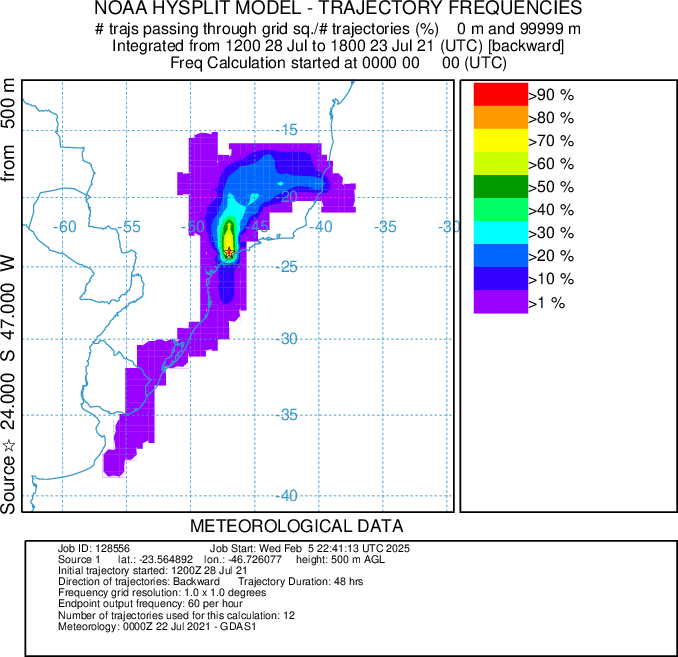 NOAA HYSPLIT MODEL - TRAJECTORY FREQUENCIES
# trajs passing through grid sq./# trajectories (%) 0 m and 99999 m
Integrated from 1200 28 Jul to 1800 23 Jul 21 (UTC) [backward]
Freq Calculation started at 0000 00 00 (UTC)
Source ☆ 24.000 S 47.000 W from 500 m
-15
-20
-60 -55 -50 -45 -40 -35 -30
-25
-30
-35
-40
>90 %
>80 %
>70 %
>60 %
>50 %
>40 %
>30 %
>20 %
>10 %
>1 %
METEOROLOGICAL DATA
Job ID: 128556 Job Start: Wed Feb 5 22:41:13 UTC 2025
Source 1 lat.: -23.564892 lon.: -46.726077 height: 500 m AGL
Initial trajectory started: 1200Z 28 Jul 21
Direction of trajectories: Backward Trajectory Duration: 48 hrs
Frequency grid resolution: 1.0 x 1.0 degrees
Endpoint output frequency: 60 per hour
Number of trajectories used for this calculation: 12
Meteorology: 0000Z 22 Jul 2021 - GDAS1